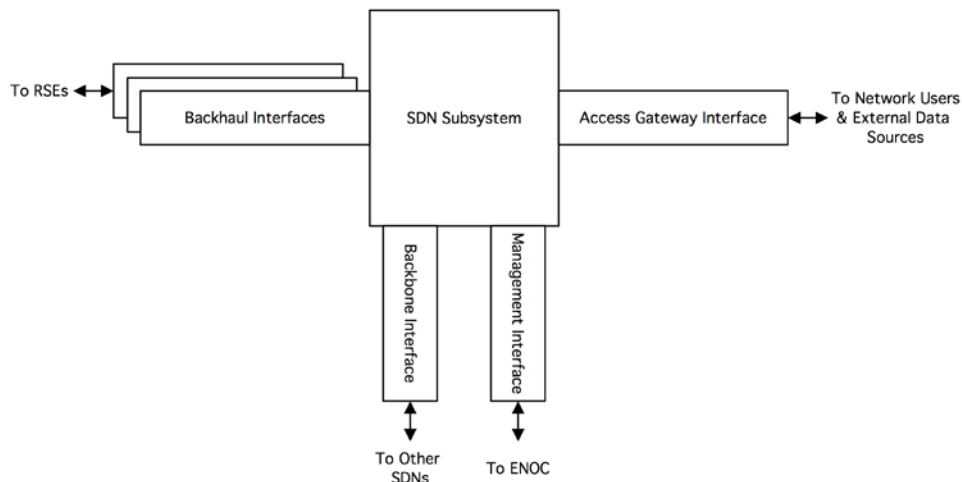 To RSEs
Backhaul Interfaces
SDN Subsystem
Access Gateway Interface
To Network Users
& External Data
Sources
Backbone Interface
Management Interface
To Other
SDNs
To ENOC